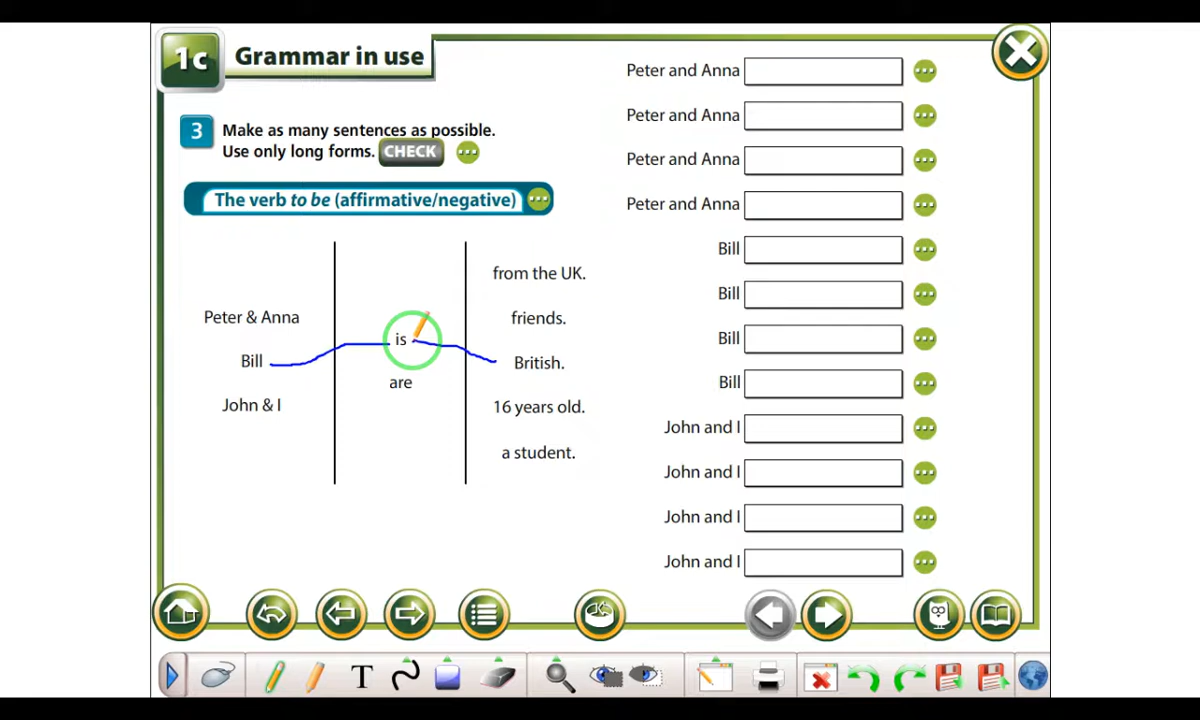 1c Grammar in use
3 Make as many sentences as possible.
Use only long forms. CHECK
The verb to be (affirmative/negative)
Peter & Anna
Bill
John & I
is
are
from the UK.
friends.
British.
16 years old.
a student.
Peter and Anna
Peter and Anna
Peter and Anna
Peter and Anna
Bill
Bill
Bill
Bill
John and I
John and I
John and I
John and I
T